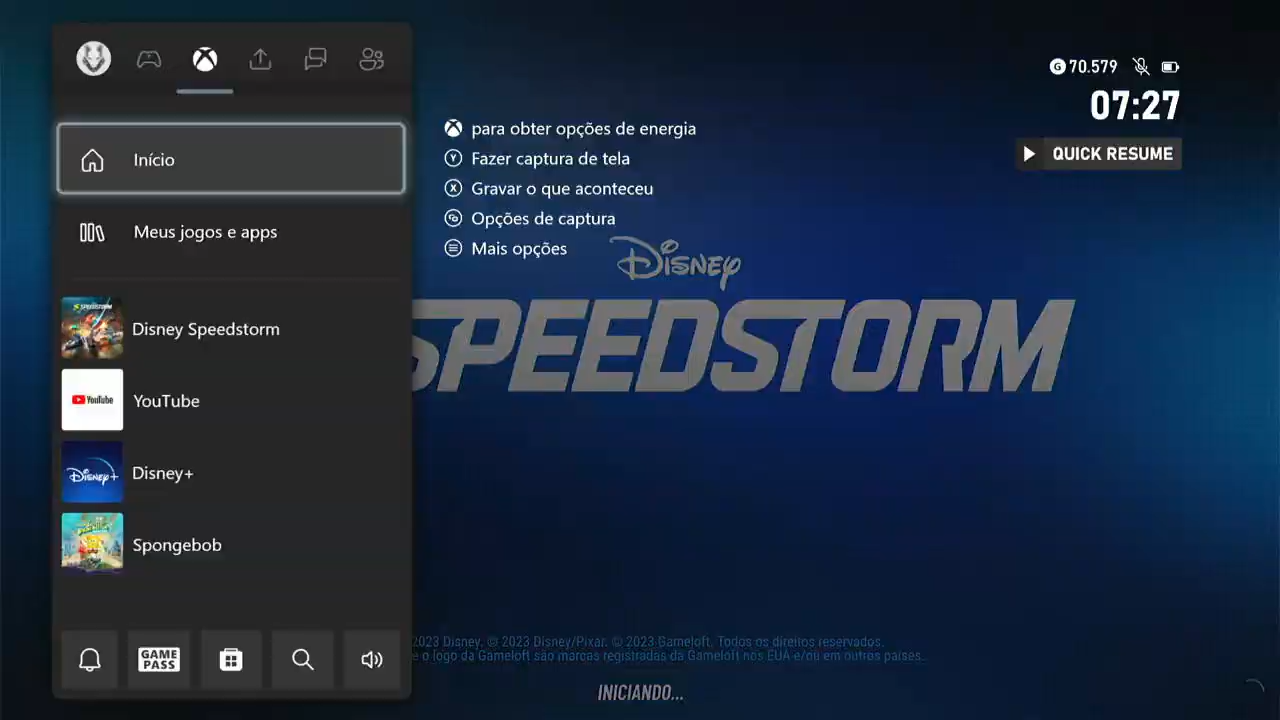 70.579
07:27
QUICK RESUME
para obter opções de energia
Fazer captura de tela
Gravar o que aconteceu
Opções de captura
Mais opções
Início
Meus jogos e apps
Disney Speedstorm
YouTube
YouTube
Disney+
Disney+
Spongebob
GAME
PASS
DISNEY
SPEEDSTORM
SPEEDSTORM
2023 Disney. © 2023 Disney/Pixar. © 2023 Gameloft. Todos os direitos reservados.
e o logo da Gameloft são marcas registradas da Gameloft nos EUA e/ou em outros países.
INICIANDO...